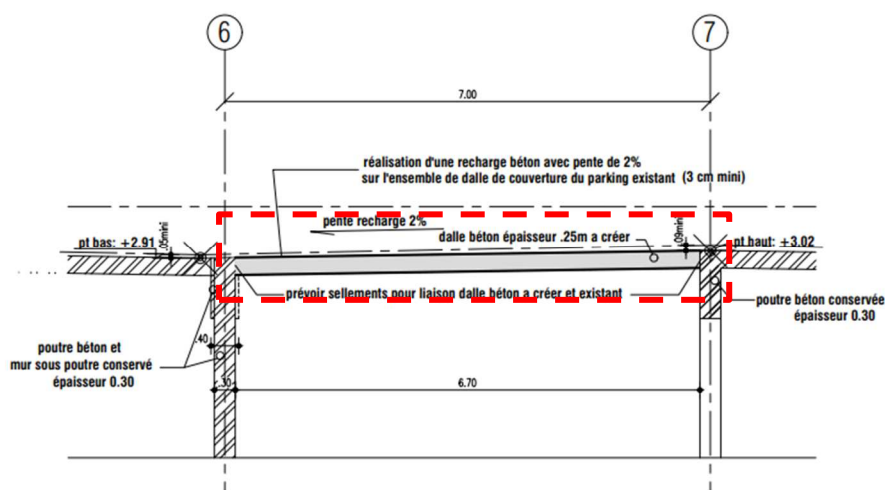 6
7
7.00
réalisation d'une recharge béton avec pente de 2%
sur l'ensemble de dalle de couverture du parking existant (3 cm mini)
pente recharge 2%
pt bas: +2.91
.05mini
dalle béton épaisseur .25m a créer
.09mini
pt haut: +3.02
prévoir sellements pour liaison dalle béton a créer et existant
poutre béton conservée
épaisseur 0.30
.40
poutre béton et
mur sous poutre conservé
épaisseur 0.30
.30
6.70